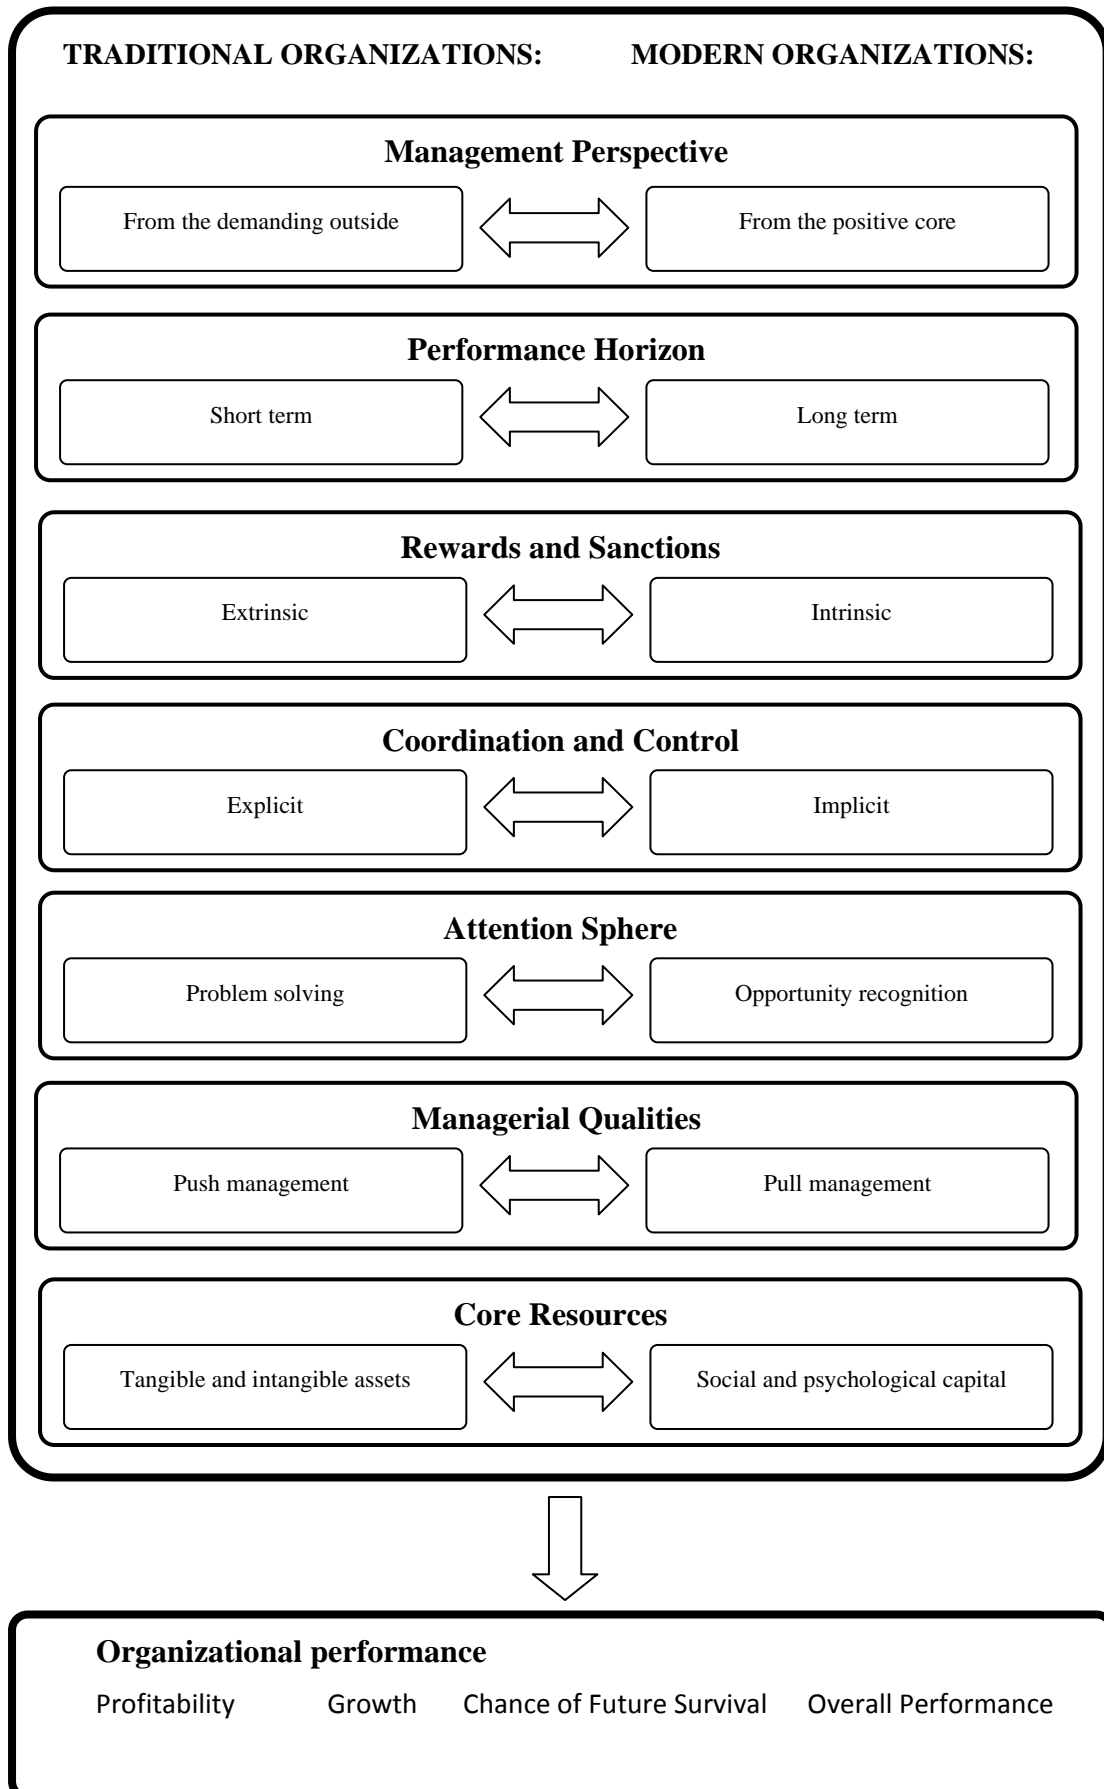 TRADITIONAL ORGANIZATIONS: MODERN ORGANIZATIONS:
Management Perspective
From the demanding outside From the positive core
Performance Horizon
Short term Long term
Rewards and Sanctions
Extrinsic Intrinsic
Coordination and Control
Explicit Implicit
Attention Sphere
Problem solving Opportunity recognition
Managerial Qualities
Push management Pull management
Core Resources
Tangible and intangible assets Social and psychological capital
Organizational performance
Profitability Growth Chance of Future Survival Overall Performance